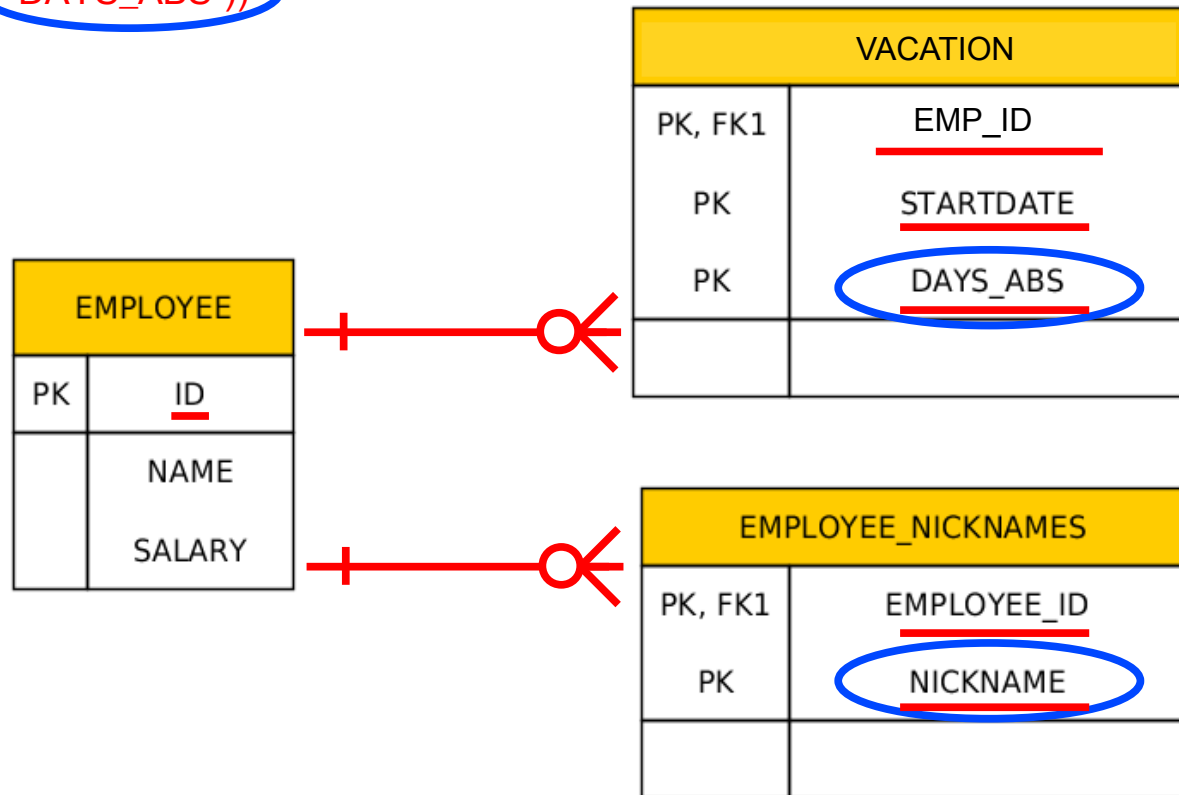 DAYS_ABS ))
VACATION
PK, FK1 EMP_ID
PK STARTDATE
PK DAYS_ABS
EMPLOYEE
PK ID
NAME
SALARY
EMPLOYEE_NICKNAMES
PK, FK1 EMPLOYEE_ID
PK NICKNAME